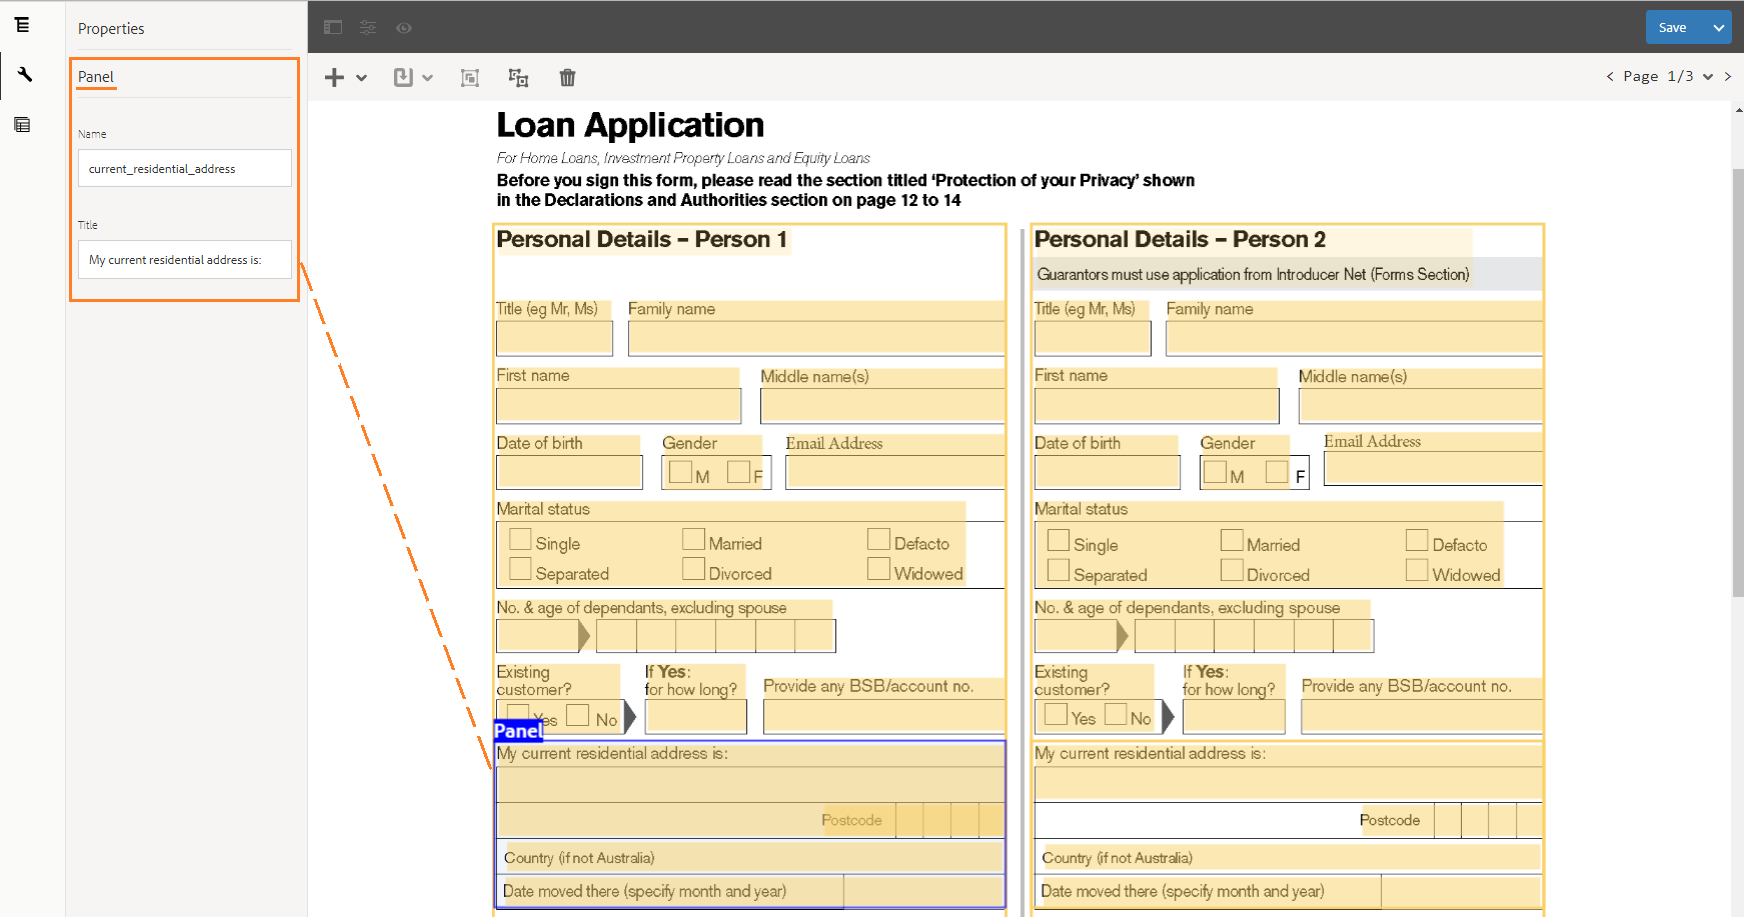 Properties
Panel
Name
current_residential_address
Title
My current residential address is:
Save
Page 1/3
Loan Application
For Home Loans, Investment Property Loans and Equity Loans
Before you sign this form, please read the section titled ‘Protection of your Privacy’ shown
in the Declarations and Authorities section on page 12 to 14
Personal Details – Person 1
Title (eg Mr, Ms) Family name
First name Middle name(s)
Date of birth Gender Email Address
M F
Marital status
Single Married Defacto
Separated Divorced Widowed
No. & age of dependants, excluding spouse
Existing customer? If Yes: for how long? Provide any BSB/account no.
Yes No
Panel
My current residential address is:
Postcode
Country (if not Australia)
Date moved there (specify month and year)
Personal Details – Person 2
Guarantors must use application from Introducer Net (Forms Section)
Title (eg Mr, Ms) Family name
First name Middle name(s)
Date of birth Gender Email Address
M F
Marital status
Single Married Defacto
Separated Divorced Widowed
No. & age of dependants, excluding spouse
Existing customer? If Yes: for how long? Provide any BSB/account no.
Yes No
My current residential address is:
Postcode
Country (if not Australia)
Date moved there (specify month and year)